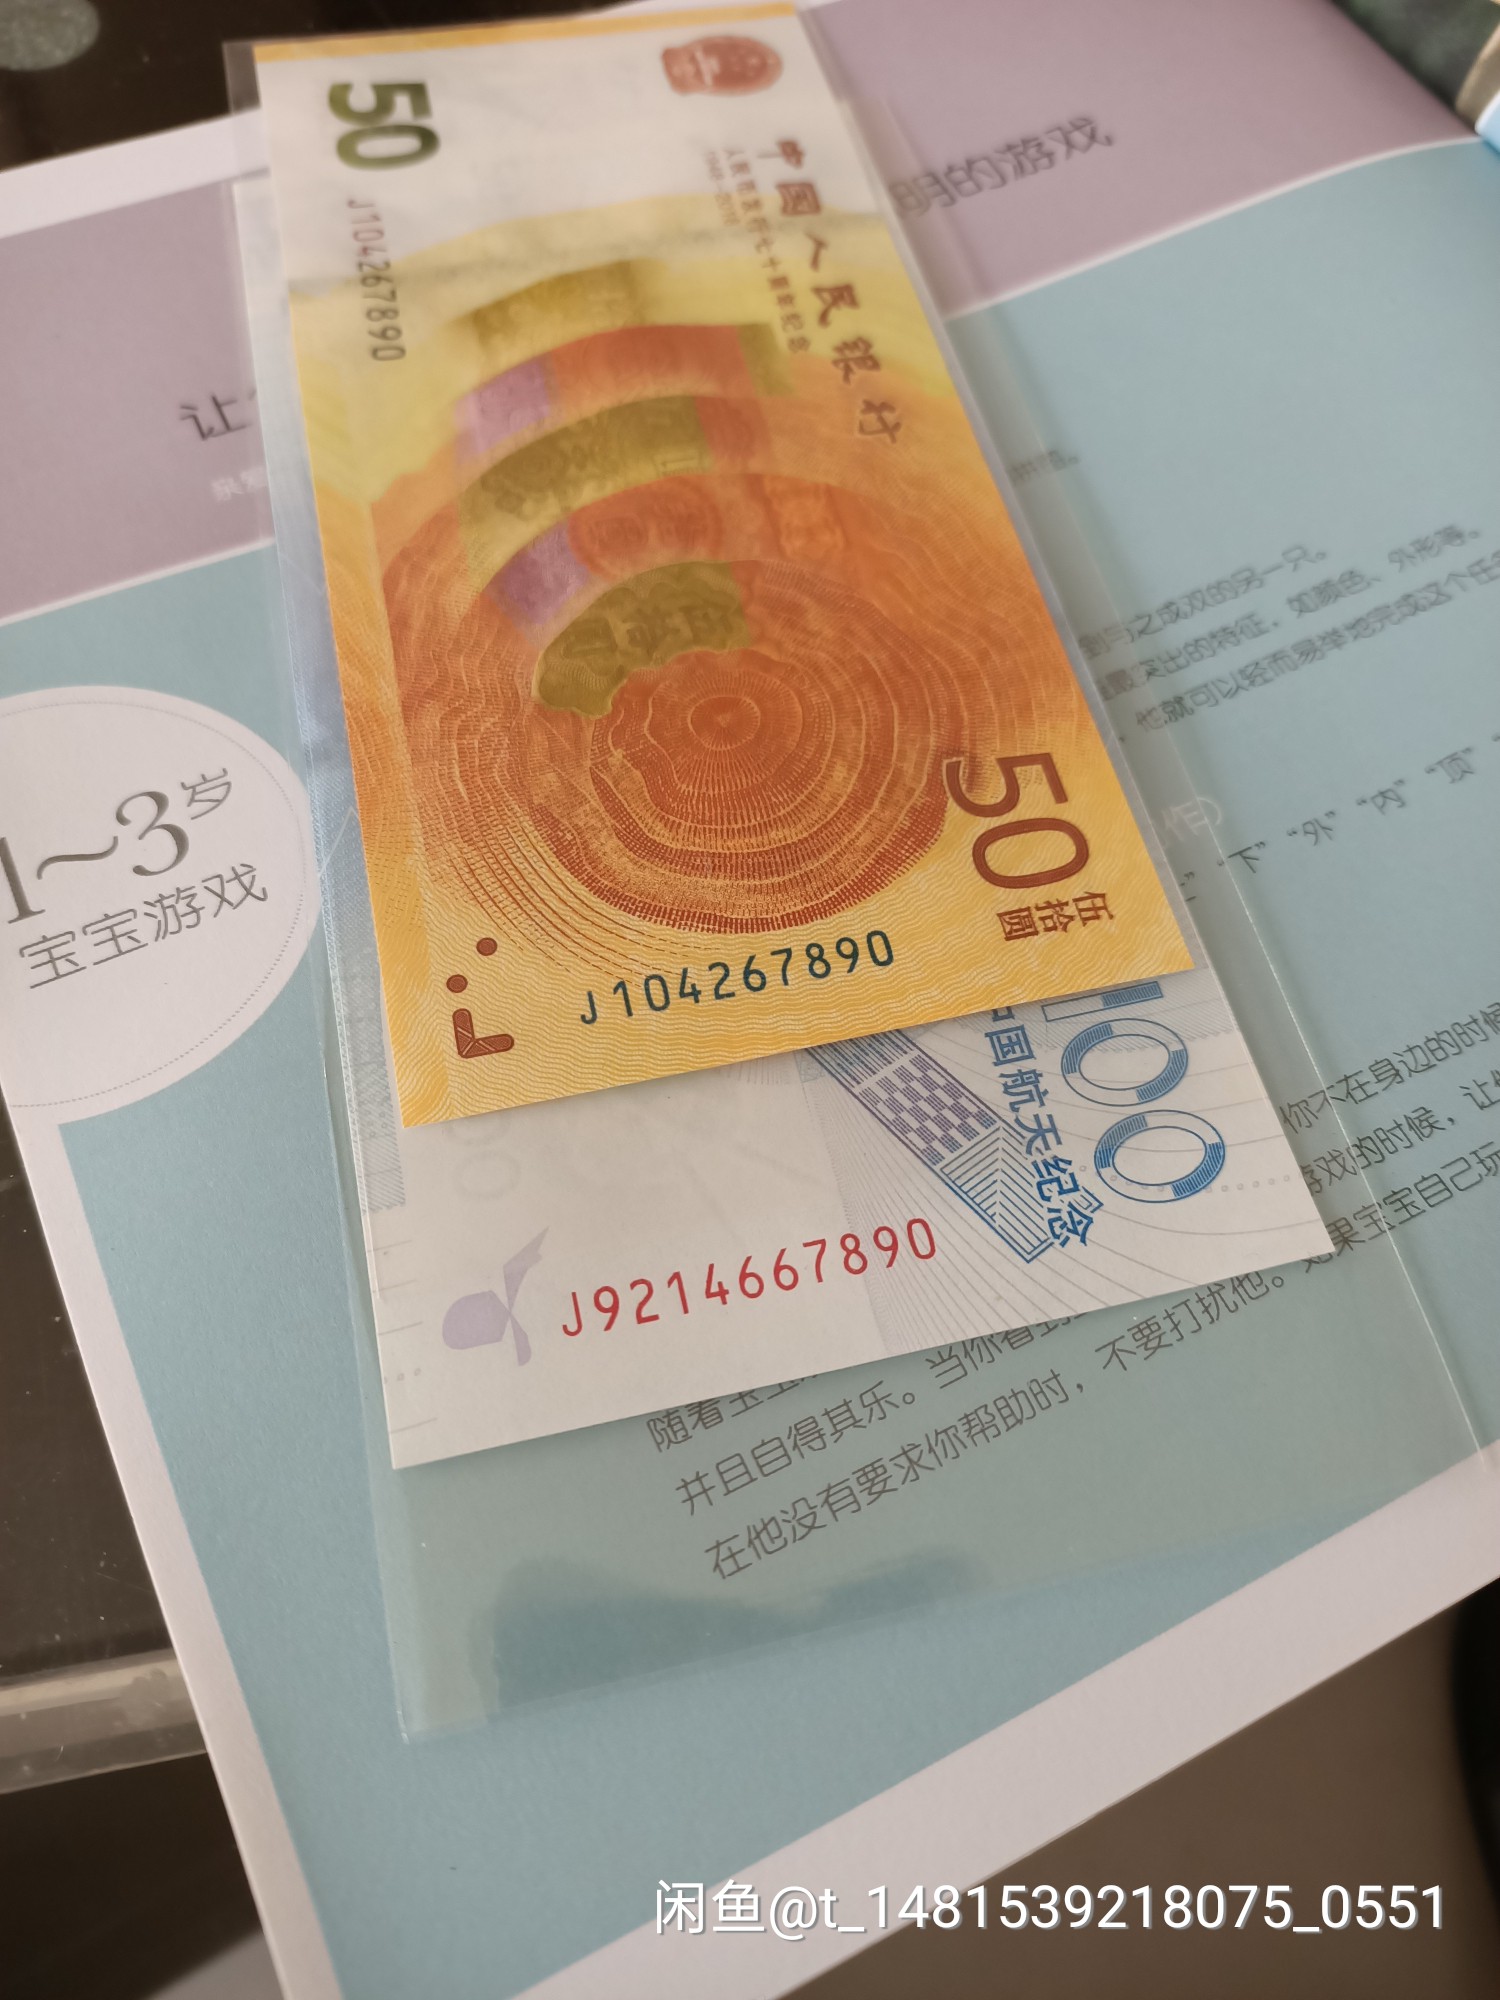 50
J104267890
中国人民银行
人民币发行七十周年纪念
50
伍拾圆
J104267890
100
国航天纪念
J9214667890
明的游戏
让
1~3岁
宝宝游戏
之成双的另一只。
突出的特征，如颜色、外形等。
，他就可以轻而易举地完成这个任
“下” “外” “内” “顶”
你不在身边的时候
游戏的时候，让
果宝宝自己玩
随着宝宝
并且自得其乐。当你看到
不要打扰他。
在他没有要求你帮助时，
闲鱼@t_1481539218075_0551